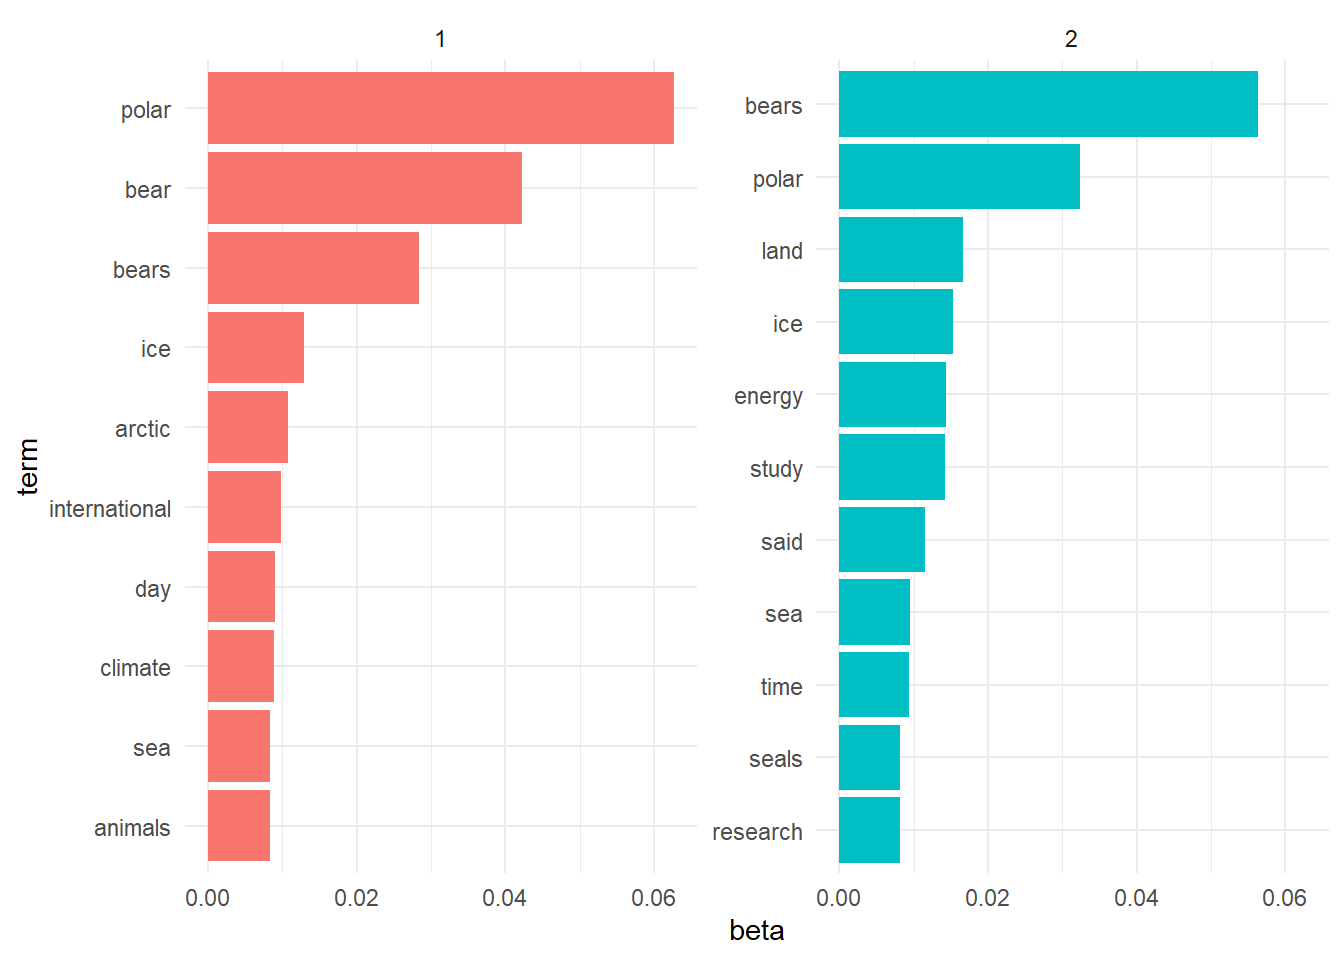 1
polar
bear
bears
ice
arctic
international
day
climate
sea
animals
0.00 0.02 0.04 0.06
2
bears
polar
land
ice
energy
study
said
sea
time
seals
research
0.00 0.02 0.04 0.06
term
beta